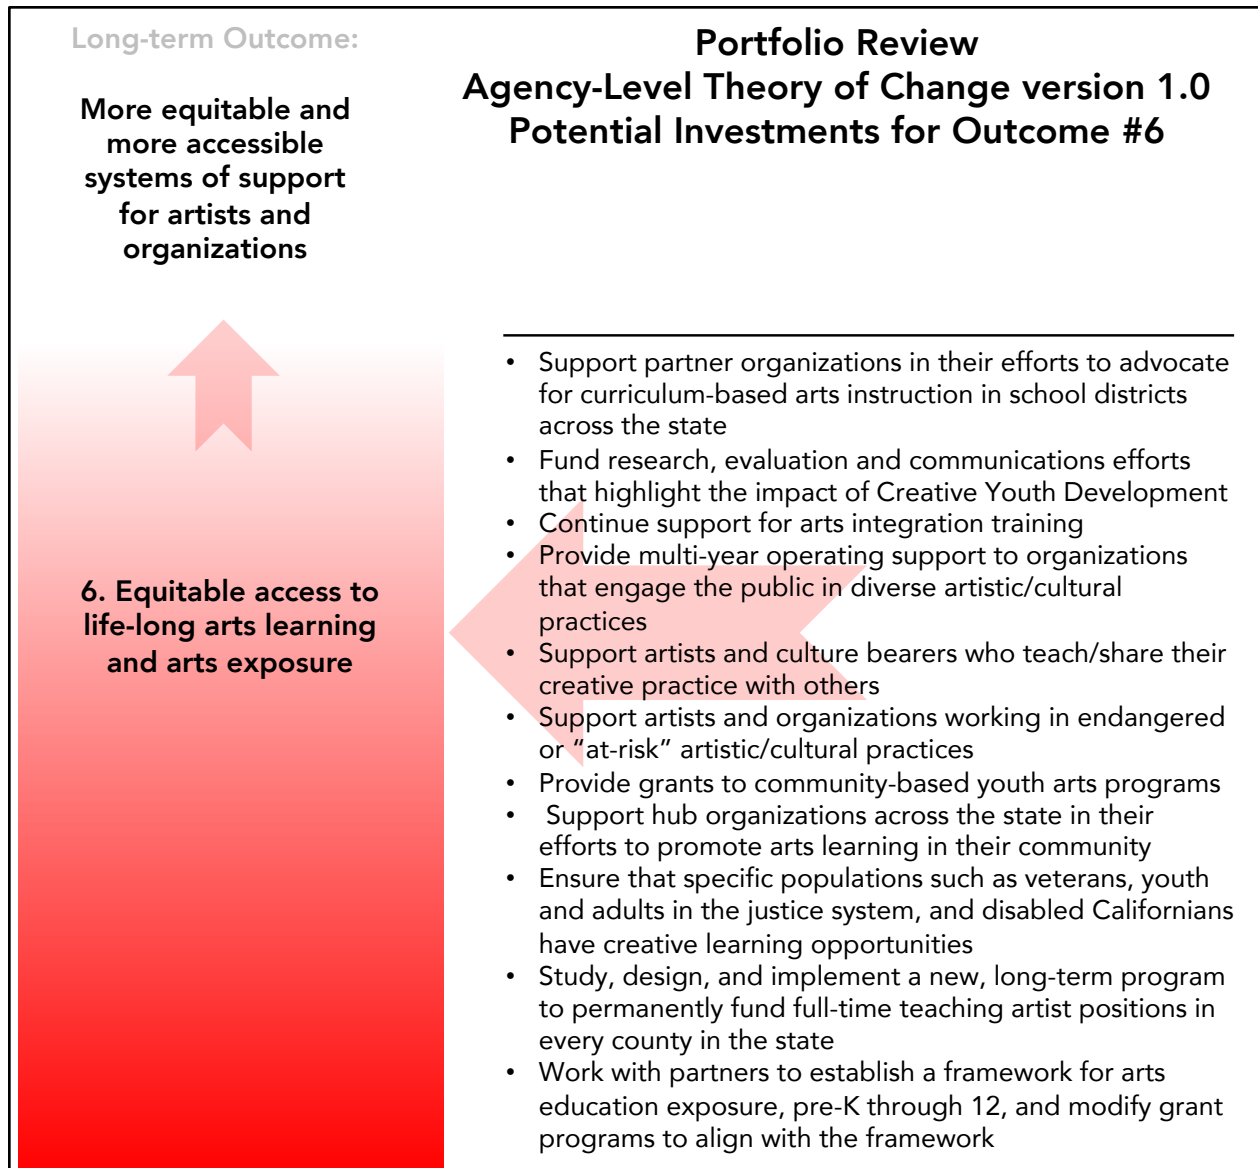 Long-term Outcome:
More equitable and
more accessible
systems of support
for artists and
organizations
Portfolio Review
Agency-Level Theory of Change version 1.0
Potential Investments for Outcome #6
6. Equitable access to
life-long arts learning
and arts exposure
• Support partner organizations in their efforts to advocate
for curriculum-based arts instruction in school districts
across the state
• Fund research, evaluation and communications efforts
that highlight the impact of Creative Youth Development
• Continue support for arts integration training
• Provide multi-year operating support to organizations
that engage the public in diverse artistic/cultural
practices
• Support artists and culture bearers who teach/share their
creative practice with others
• Support artists and organizations working in endangered
or “at-risk” artistic/cultural practices
• Provide grants to community-based youth arts programs
• Support hub organizations across the state in their
efforts to promote arts learning in their community
• Ensure that specific populations such as veterans, youth
and adults in the justice system, and disabled Californians
have creative learning opportunities
• Study, design, and implement a new, long-term program
to permanently fund full-time teaching artist positions in
every county in the state
• Work with partners to establish a framework for arts
education exposure, pre-K through 12, and modify grant
programs to align with the framework